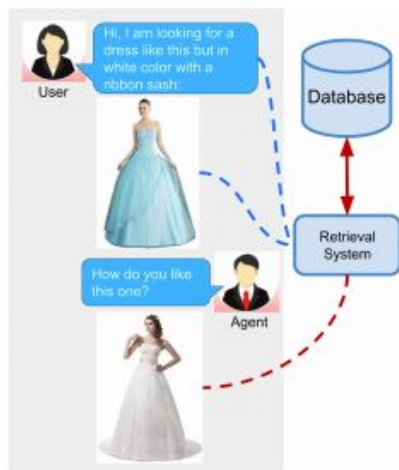 Hi, I am looking for a
dress like this but in
white color with a
ribbon sash:
User
Database
Retrieval
System
How do you like
this one?
Agent